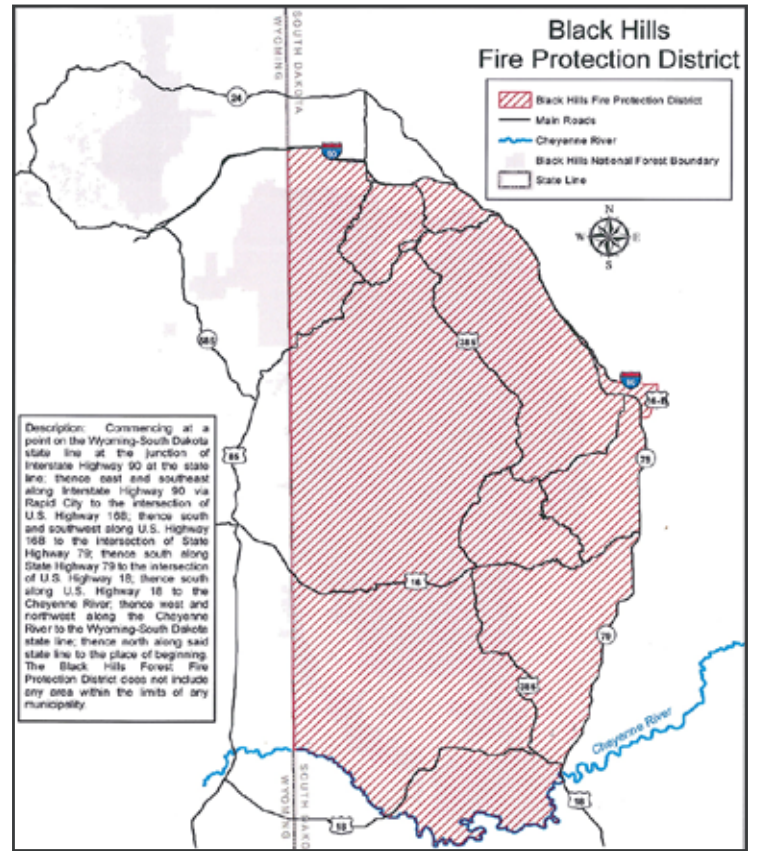 Black Hills
Fire Protection District
Black Hills Fire Protection District
Main Roads
Cheyenne River
Black Hills National Forest Boundary
State Line
WYOMING
SOUTH DAKOTA
24
90
N
W
E
S
585
385
90
16-B
79
85
Description: Commencing at a
point on the Wyoming-South Dakota
state line at the junction of
Interstate Highway 90 at the state
line; thence east and southeast
along Interstate Highway 90 via
Rapid City to the intersection of
U.S. Highway 16B; thence south
and southwest along U.S. Highway
16B to the intersection of State
Highway 79; thence south along
State Highway 79 to the intersection
of U.S. Highway 18; thence south
along U.S. Highway 18 to the
Cheyenne River; thence west and
northwest along the Cheyenne
River to the Wyoming-South Dakota
state line; thence north along said
state line to the place of beginning.
The Black Hills Forest Fire
Protection District does not include
any area within the limits of any
municipality.
16
79
385
Cheyenne River
WYOMING
SOUTH DAKO
18
18